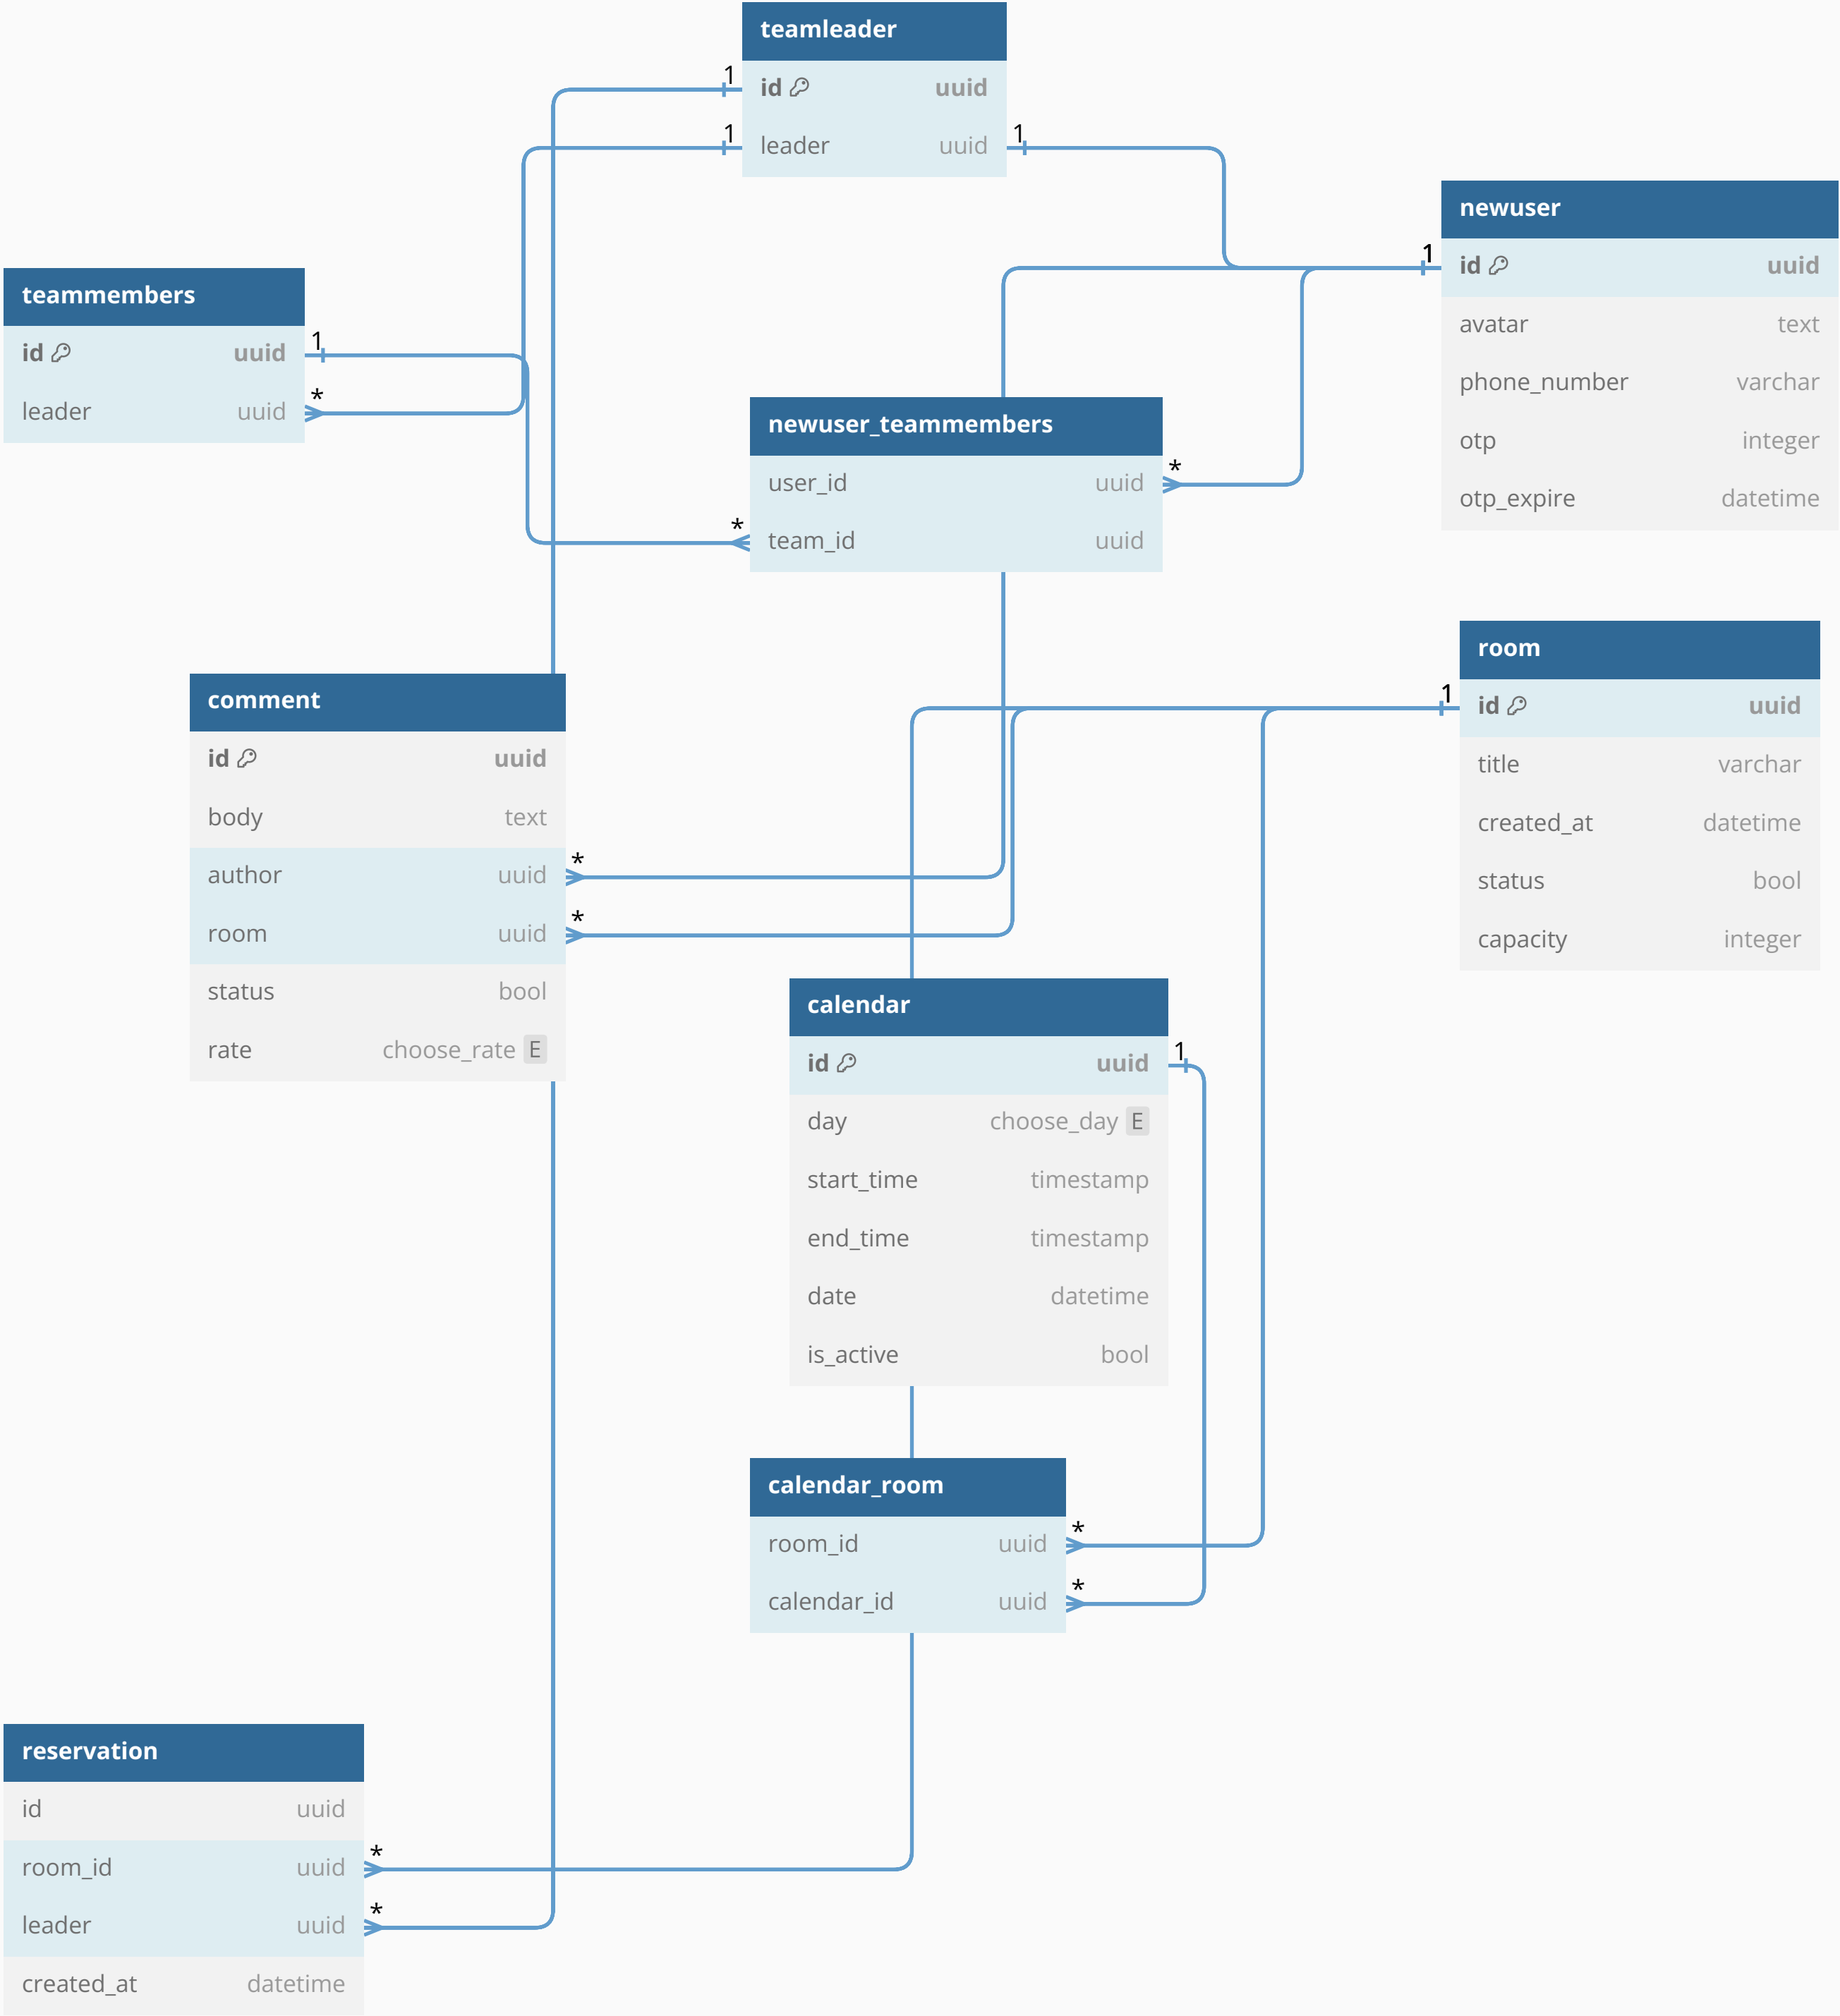 teamleader
id uuid
leader uuid
1
1
1
newuser
id uuid
avatar text
phone_number varchar
otp integer
otp_expire datetime
1
teammembers
id uuid
leader uuid
1
*
newuser_teammembers
user_id uuid
team_id uuid
*
*
room
id uuid
title varchar
created_at datetime
status bool
capacity integer
1
comment
id uuid
body text
author uuid
room uuid
status bool
rate choose_rate E
*
*
calendar
id uuid
day choose_day E
start_time timestamp
end_time timestamp
date datetime
is_active bool
1
calendar_room
room_id uuid
calendar_id uuid
*
*
reservation
id uuid
room_id uuid
leader uuid
created_at datetime
*
*